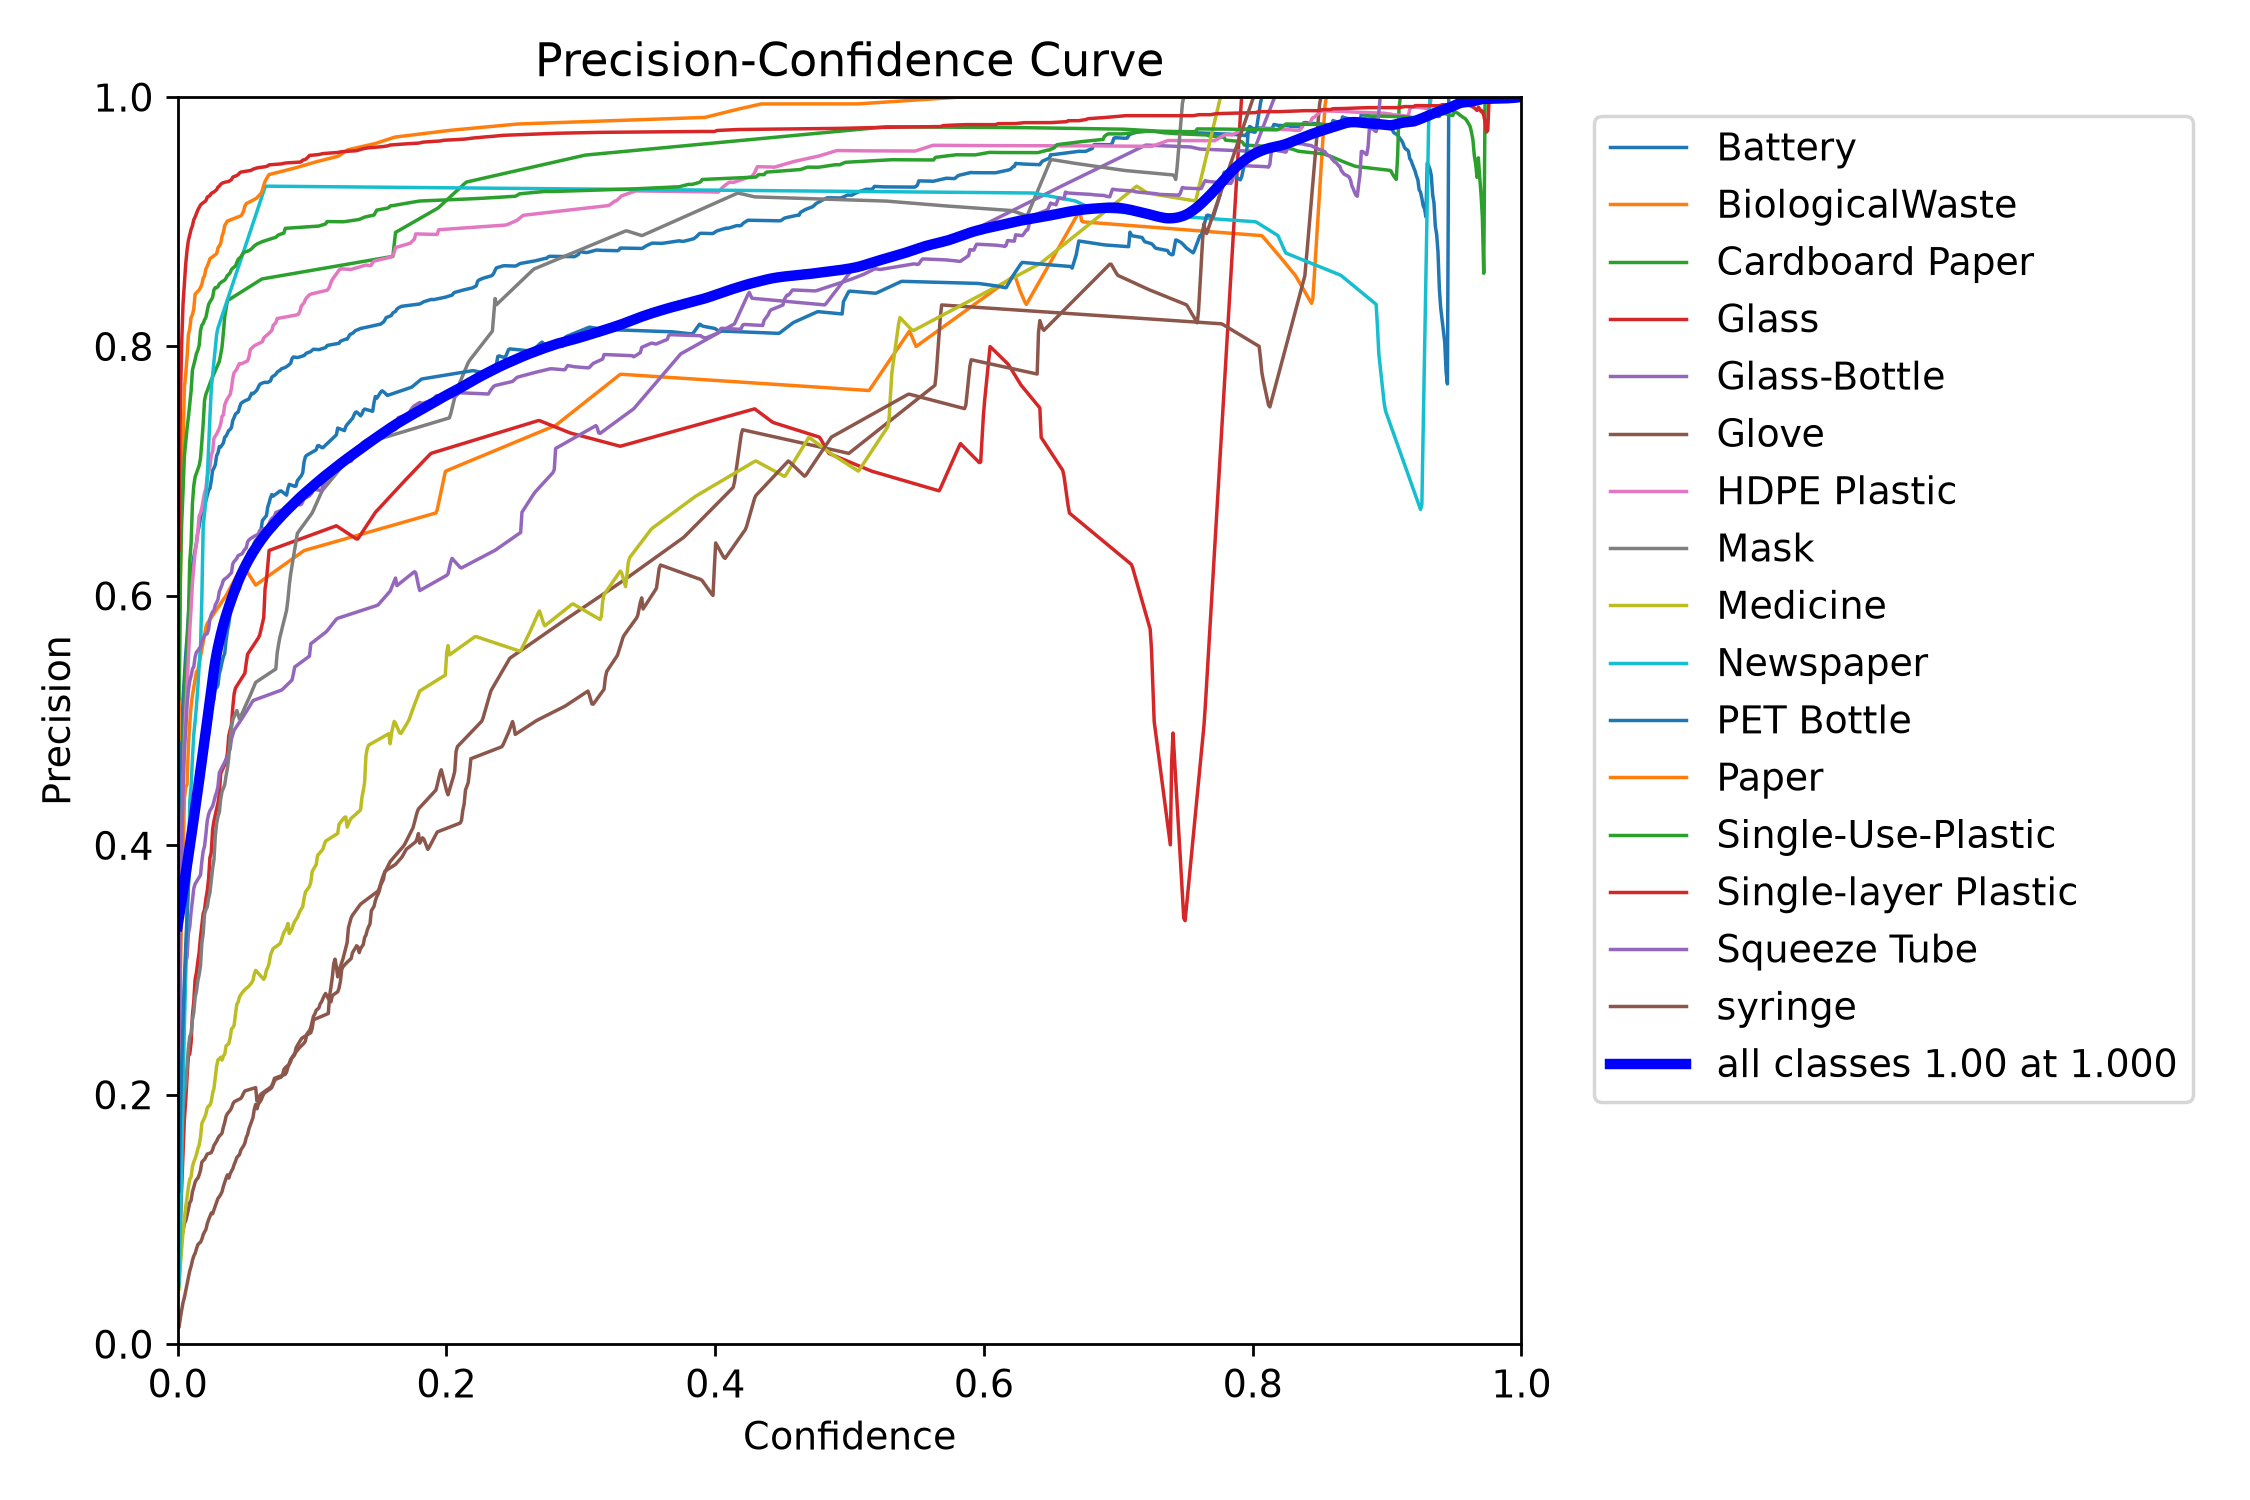 Precision-Confidence Curve
1.0
0.8
0.6
0.4
0.2
0.0
Precision
0.0 0.2 0.4 0.6 0.8 1.0
Confidence
Battery
BiologicalWaste
Cardboard Paper
Glass
Glass-Bottle
Glove
HDPE Plastic
Mask
Medicine
Newspaper
PET Bottle
Paper
Single-Use-Plastic
Single-layer Plastic
Squeeze Tube
syringe
all classes 1.00 at 1.000